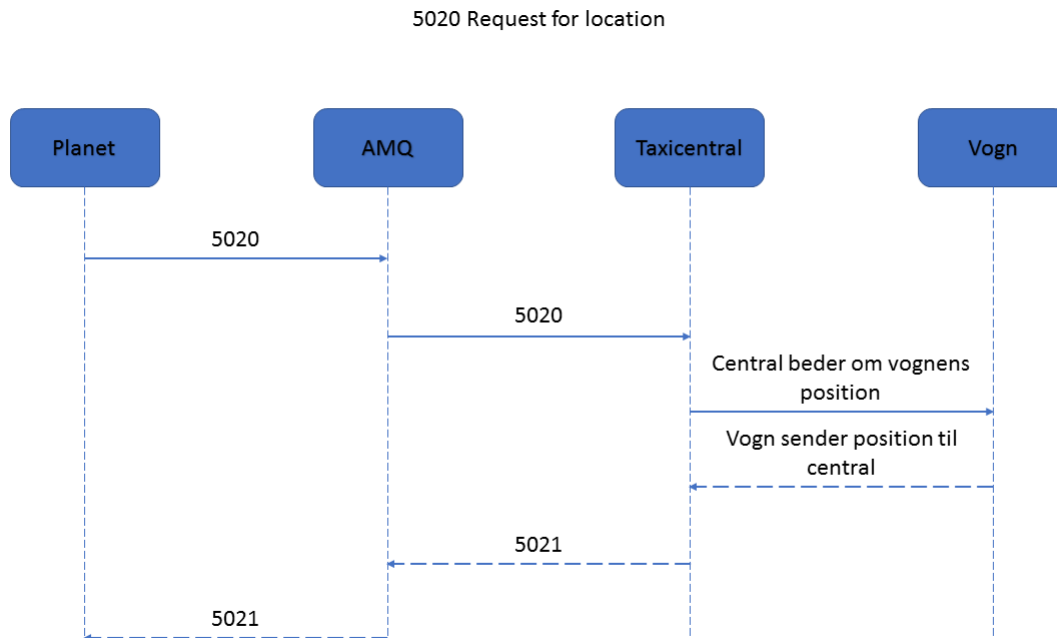 5020 Request for location
Planet
AMQ
Taxicentral
Vogn
5020
5020
Central beder om vognens
position
Vogn sender position til
central
5021
5021